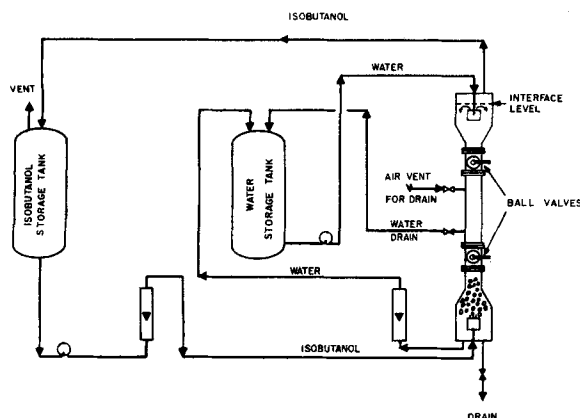 ISOBUTANOL
WATER
VENT
INTERFACE
LEVEL
ISOBUTANOL
STORAGE TANK
WATER
STORAGE TANK
AIR VENT
FOR DRAIN
BALL VALVES
WATER
DRAIN
WATER
ISOBUTANOL
DRAIN